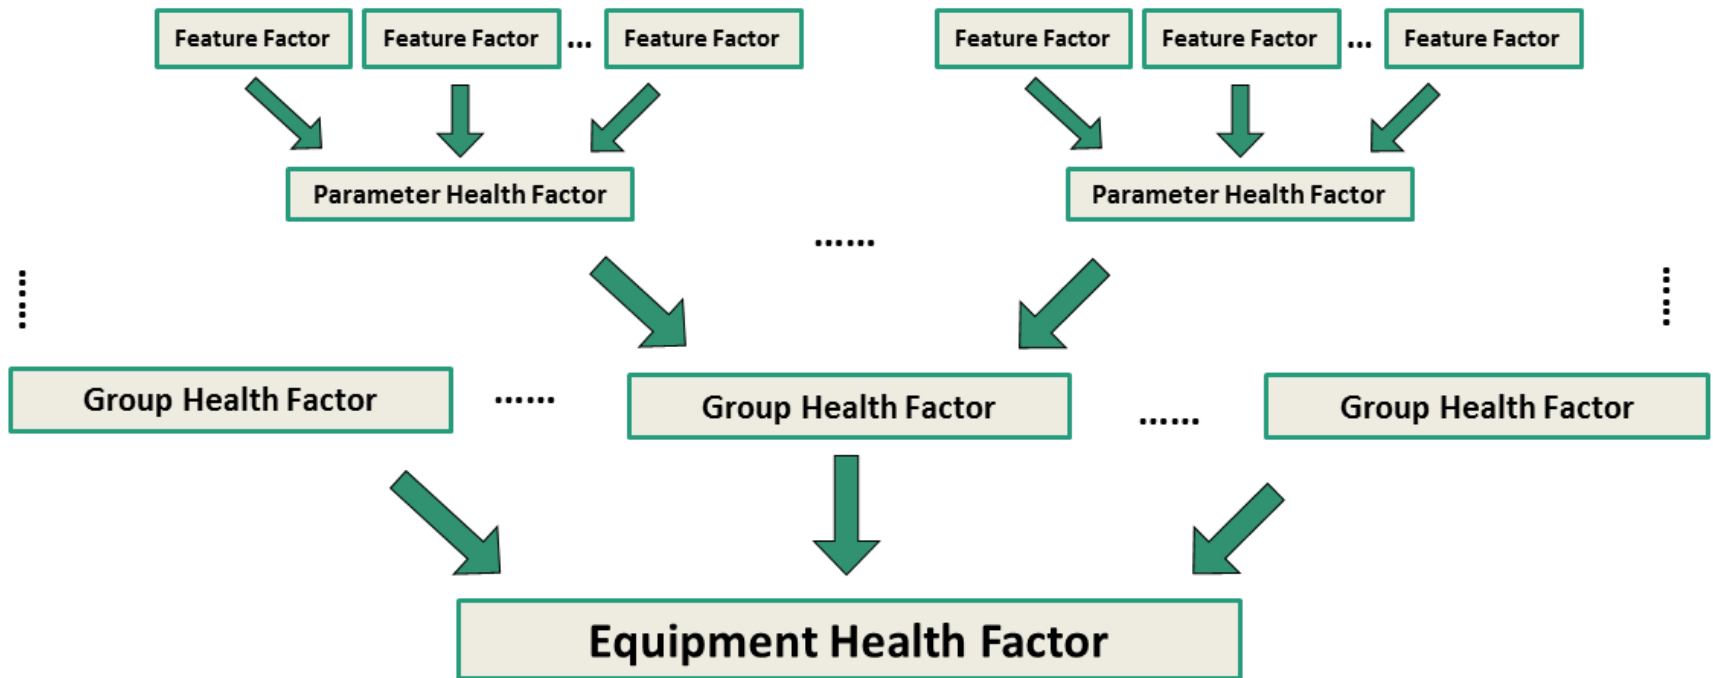 Feature Factor Feature Factor ... Feature Factor Feature Factor Feature Factor ... Feature Factor
Parameter Health Factor Parameter Health Factor
......
Group Health Factor ...... Group Health Factor ...... Group Health Factor
Equipment Health Factor